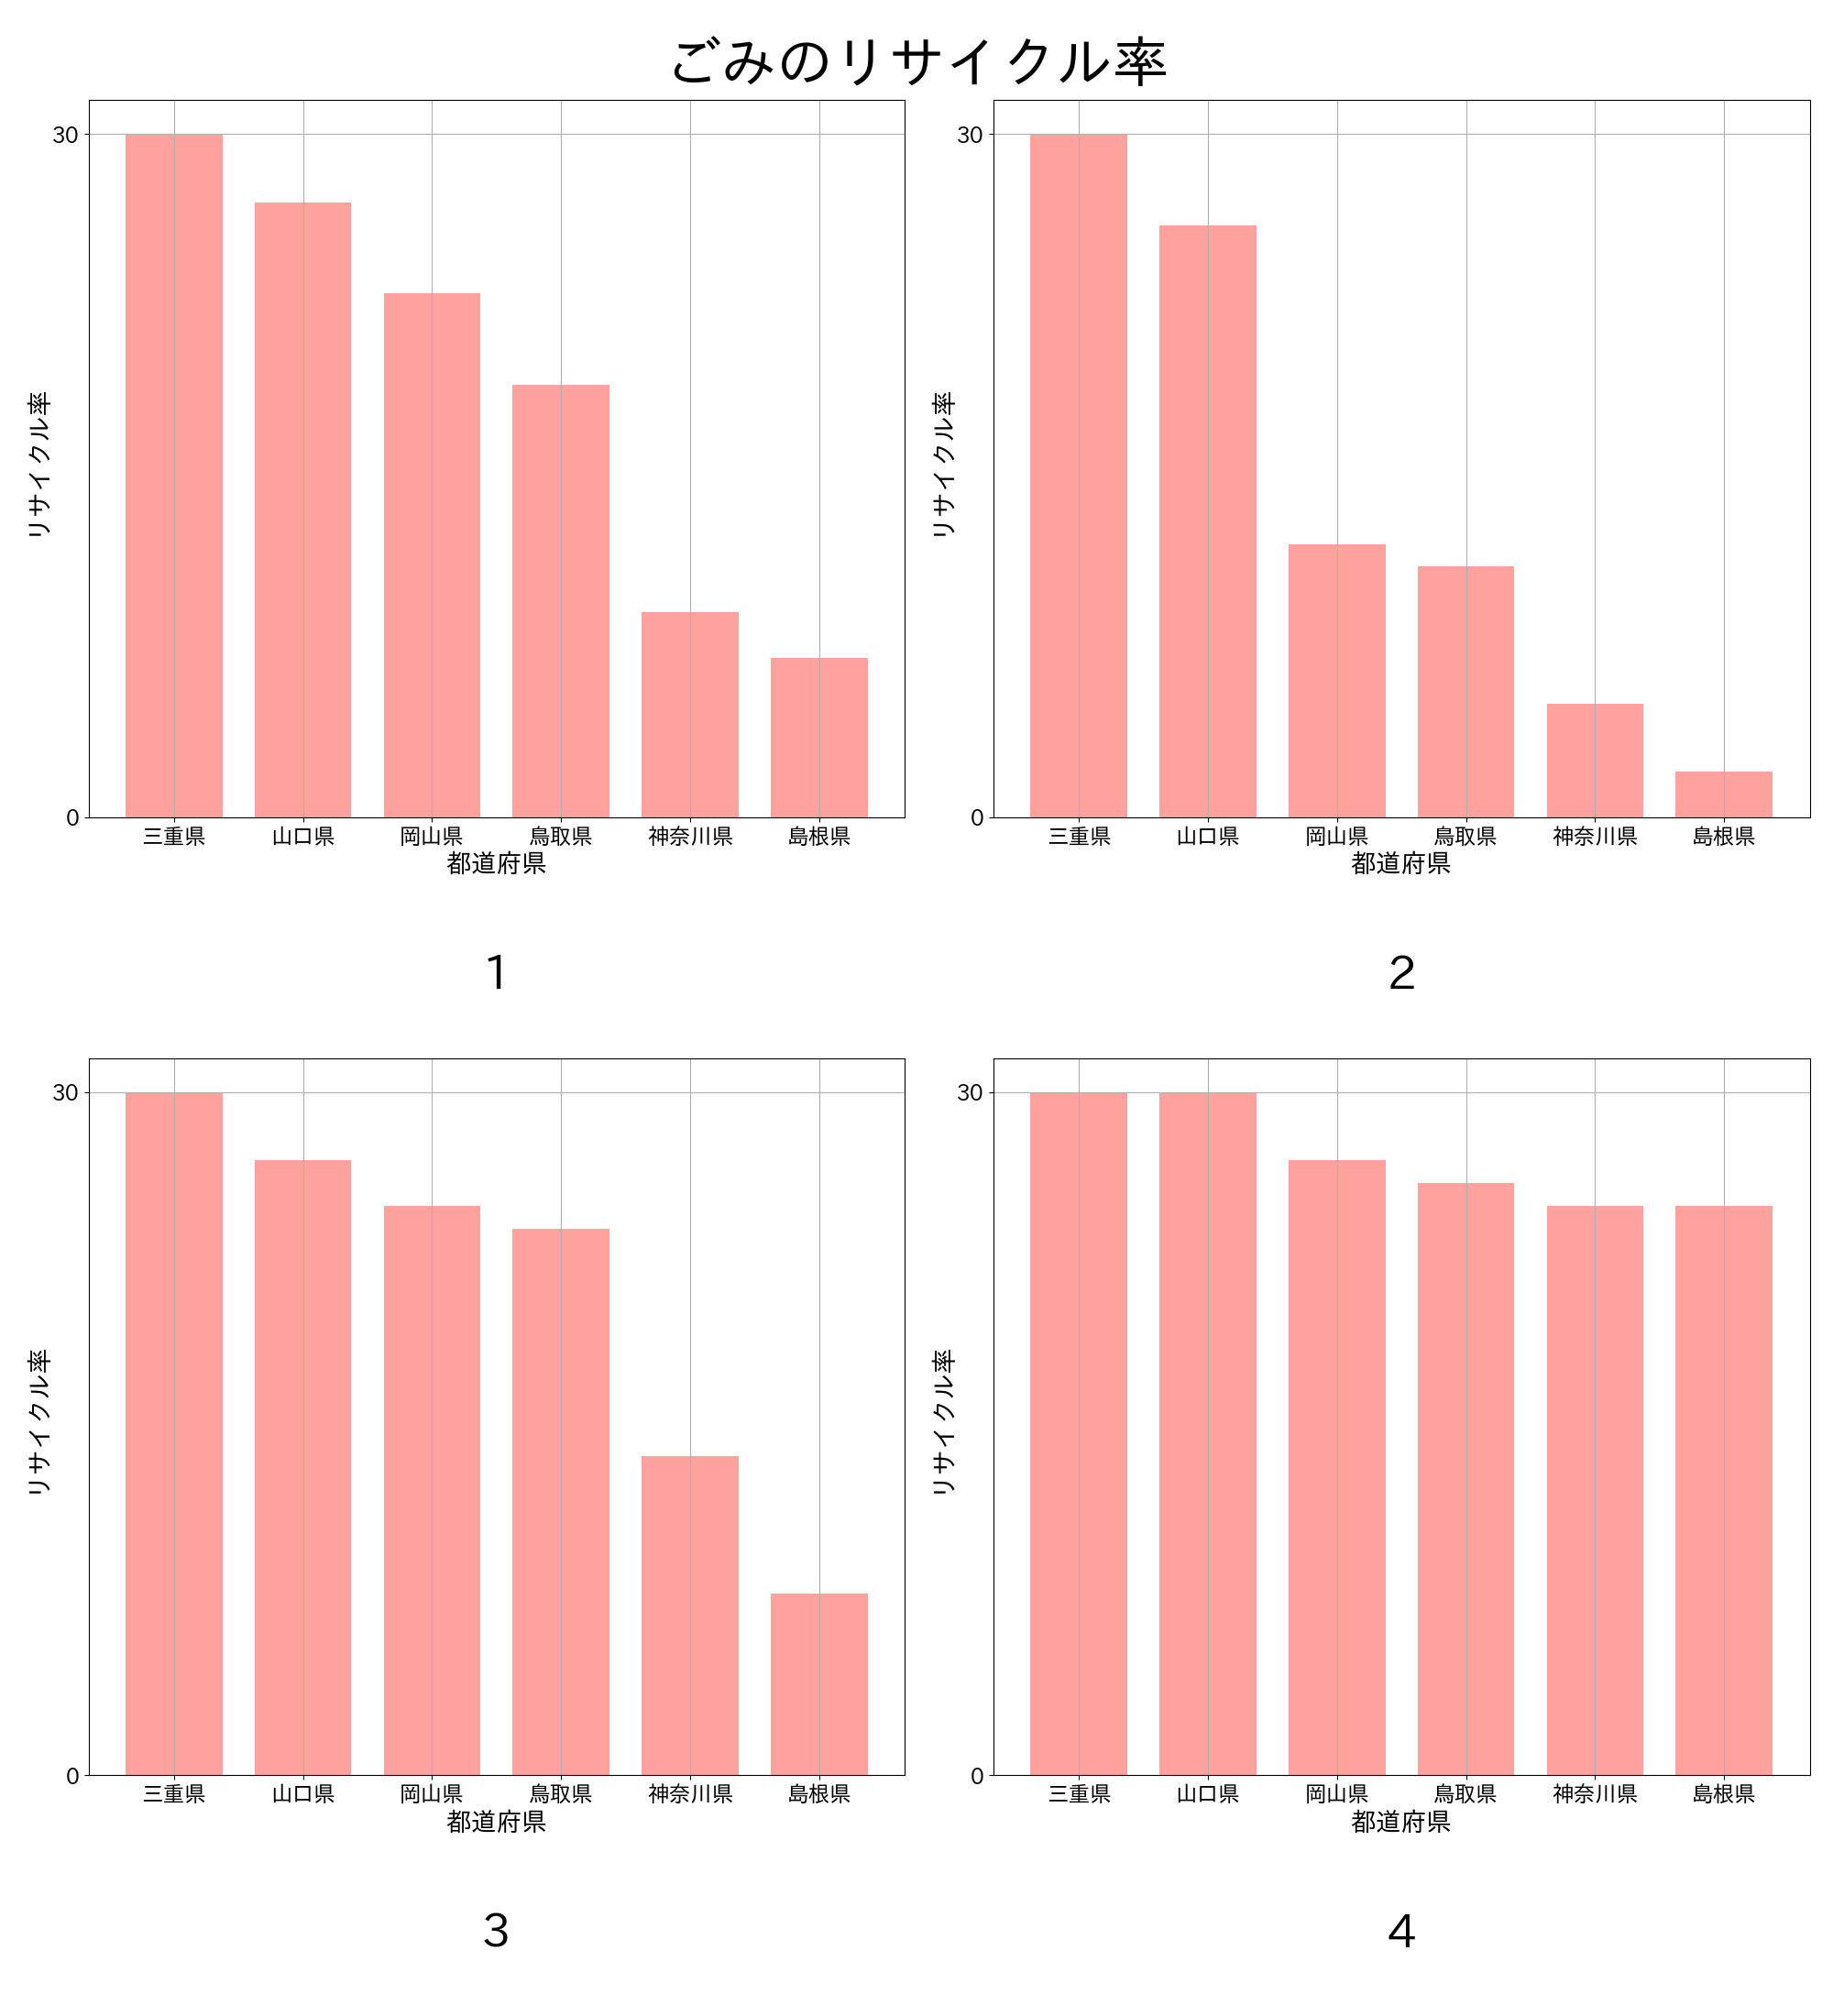 ごみのリサイクル率
30
0
リサイクル率
三重県 山口県 岡山県 鳥取県 神奈川県 島根県
都道府県
1
30
0
リサイクル率
三重県 山口県 岡山県 鳥取県 神奈川県 島根県
都道府県
2
30
0
リサイクル率
三重県 山口県 岡山県 鳥取県 神奈川県 島根県
都道府県
3
30
0
リサイクル率
三重県 山口県 岡山県 鳥取県 神奈川県 島根県
都道府県
4